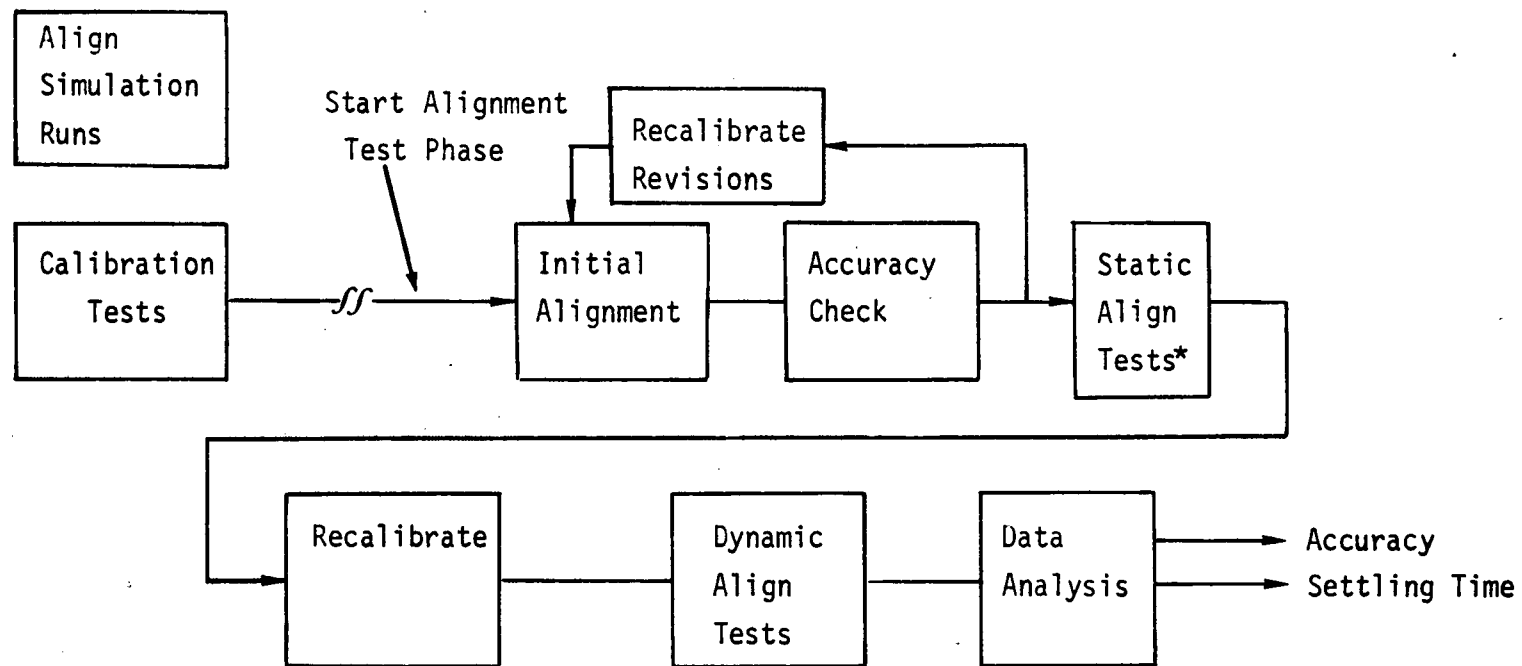 Align
Simulation
Runs
Start Alignment
Test Phase
Recalibrate
Revisions
Calibration
Tests
Initial
Alignment
Accuracy
Check
Static
Align
Tests*
Recalibrate
Dynamic
Align
Tests
Data
Analysis
Accuracy
Settling Time